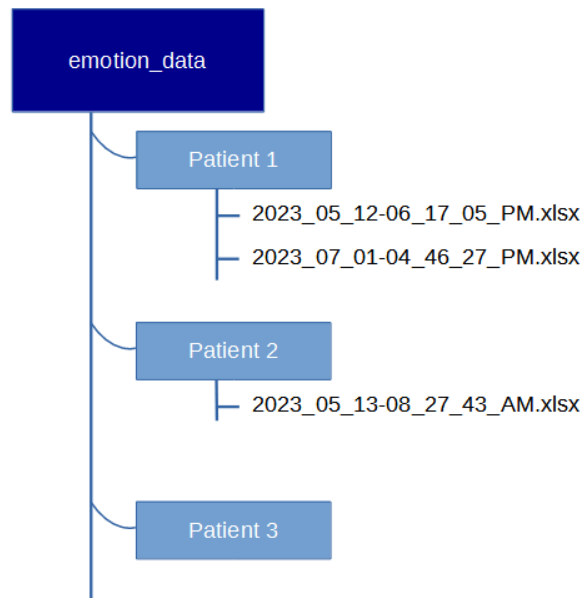 emotion_data
Patient 1
2023_05_12-06_17_05_PM.xlsx
2023_07_01-04_46_27_PM.xlsx
Patient 2
2023_05_13-08_27_43_AM.xlsx
Patient 3